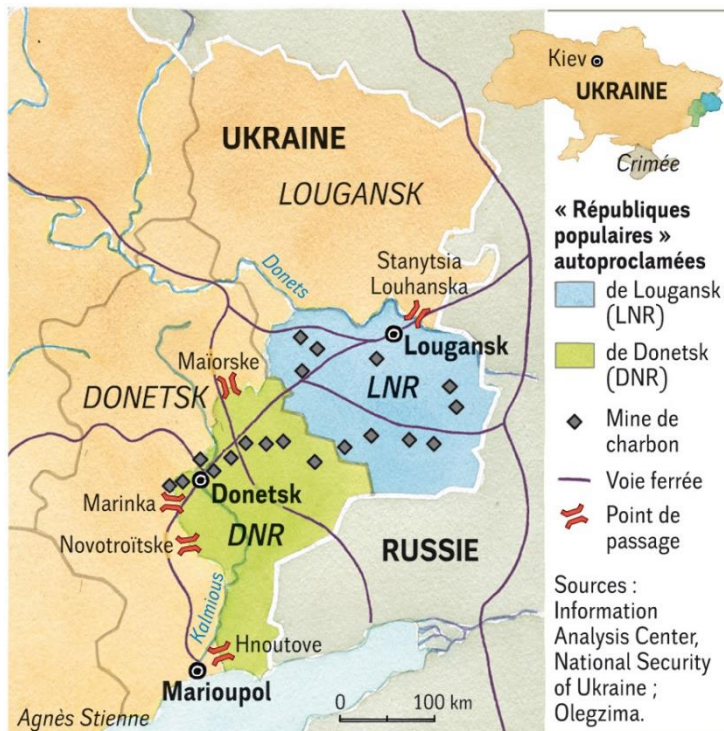 UKRAINE
LOUGANSK
Donets
Stanytsia
Louhanska
Lougansk
Maïorske
DONETSK
LNR
Marinka
Donetsk
Novotroïtske
DNR
RUSSIE
Kalmious
Hnoutove
Marioupol
0 100 km
Agnès Stienne
Kiev
UKRAINE
Crimée
« Républiques
populaires »
autoproclamées
de Lougansk
(LNR)
de Donetsk
(DNR)
Mine de
charbon
Voie ferrée
Point de
passage
Sources :
Information
Analysis Center,
National Security
of Ukraine ;
Olegzima.